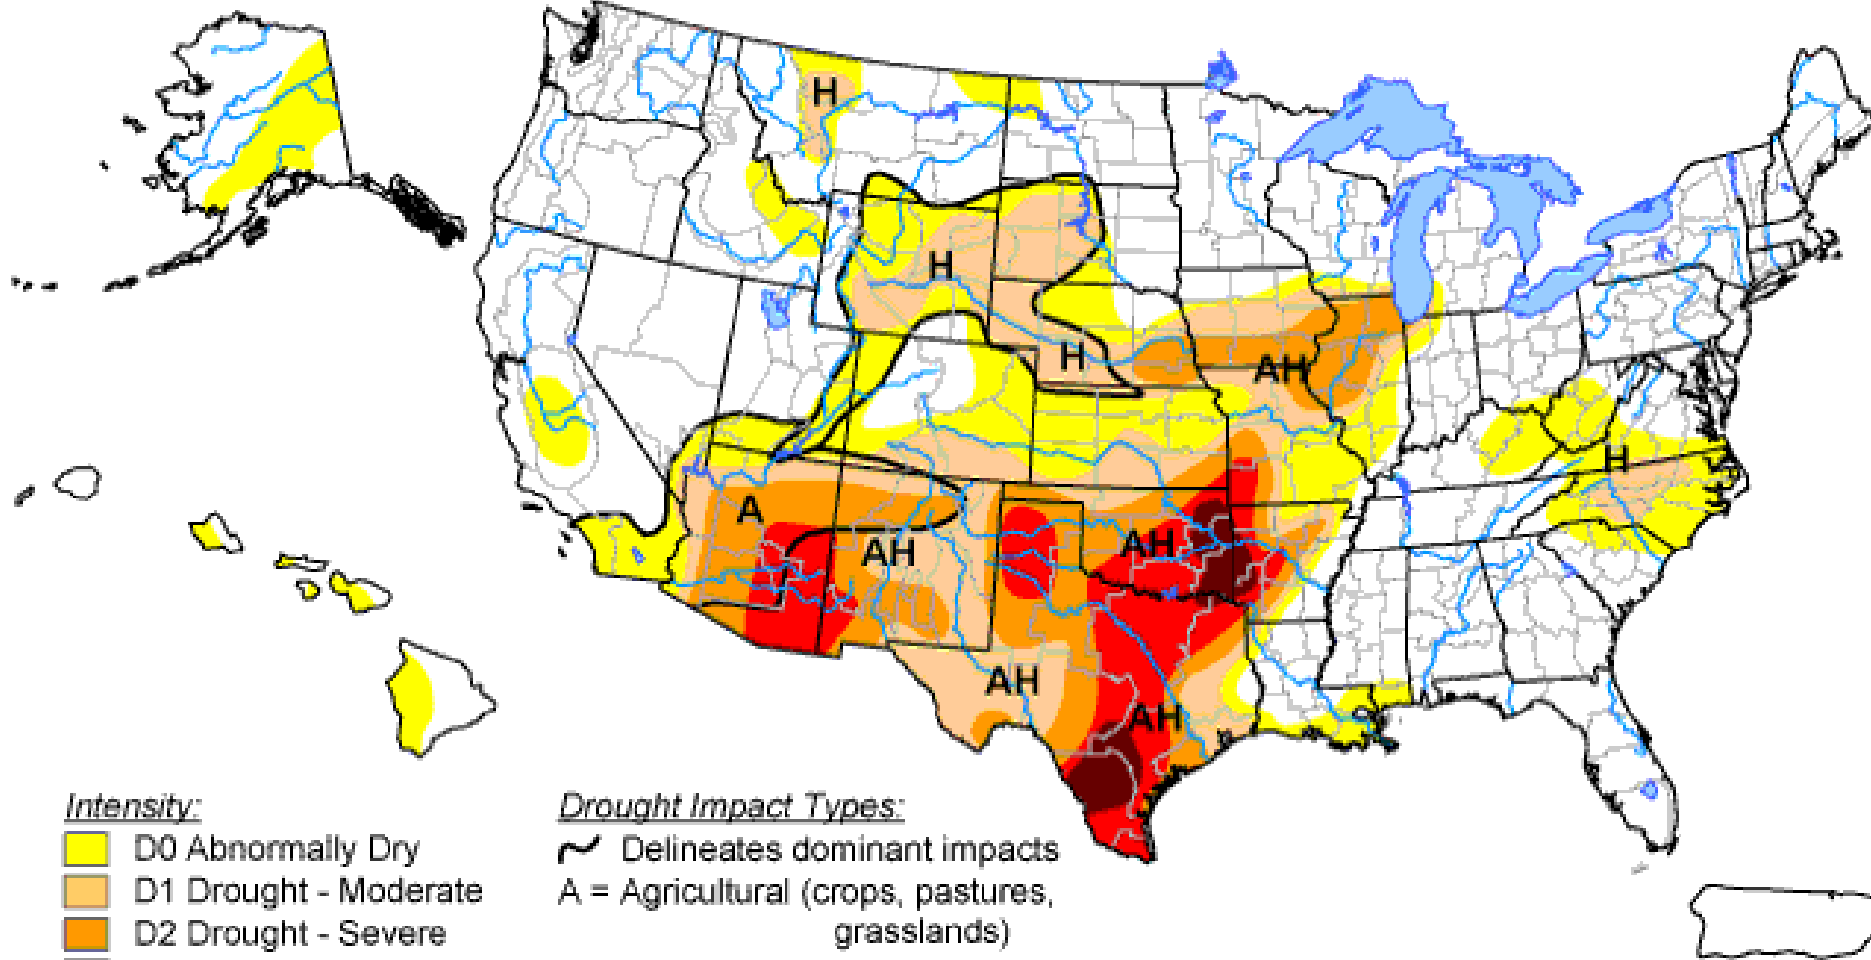 H
H
H
AH
H
A
AH
AH
AH
AH
Intensity:
D0 Abnormally Dry
D1 Drought - Moderate
D2 Drought - Severe
Drought Impact Types:
Delineates dominant impacts
A = Agricultural (crops, pastures,
grasslands)